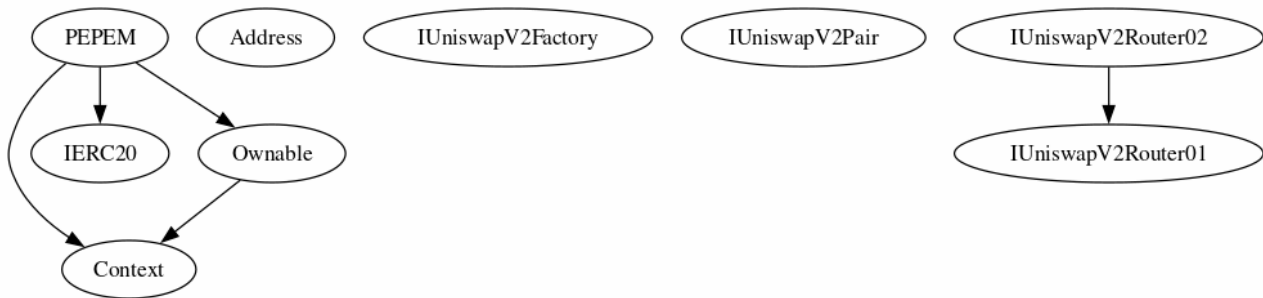 PEPEM
Address
IUniswapV2Factory
IUniswapV2Pair
IUniswapV2Router02
IERC20
Ownable
IUniswapV2Router01
Context